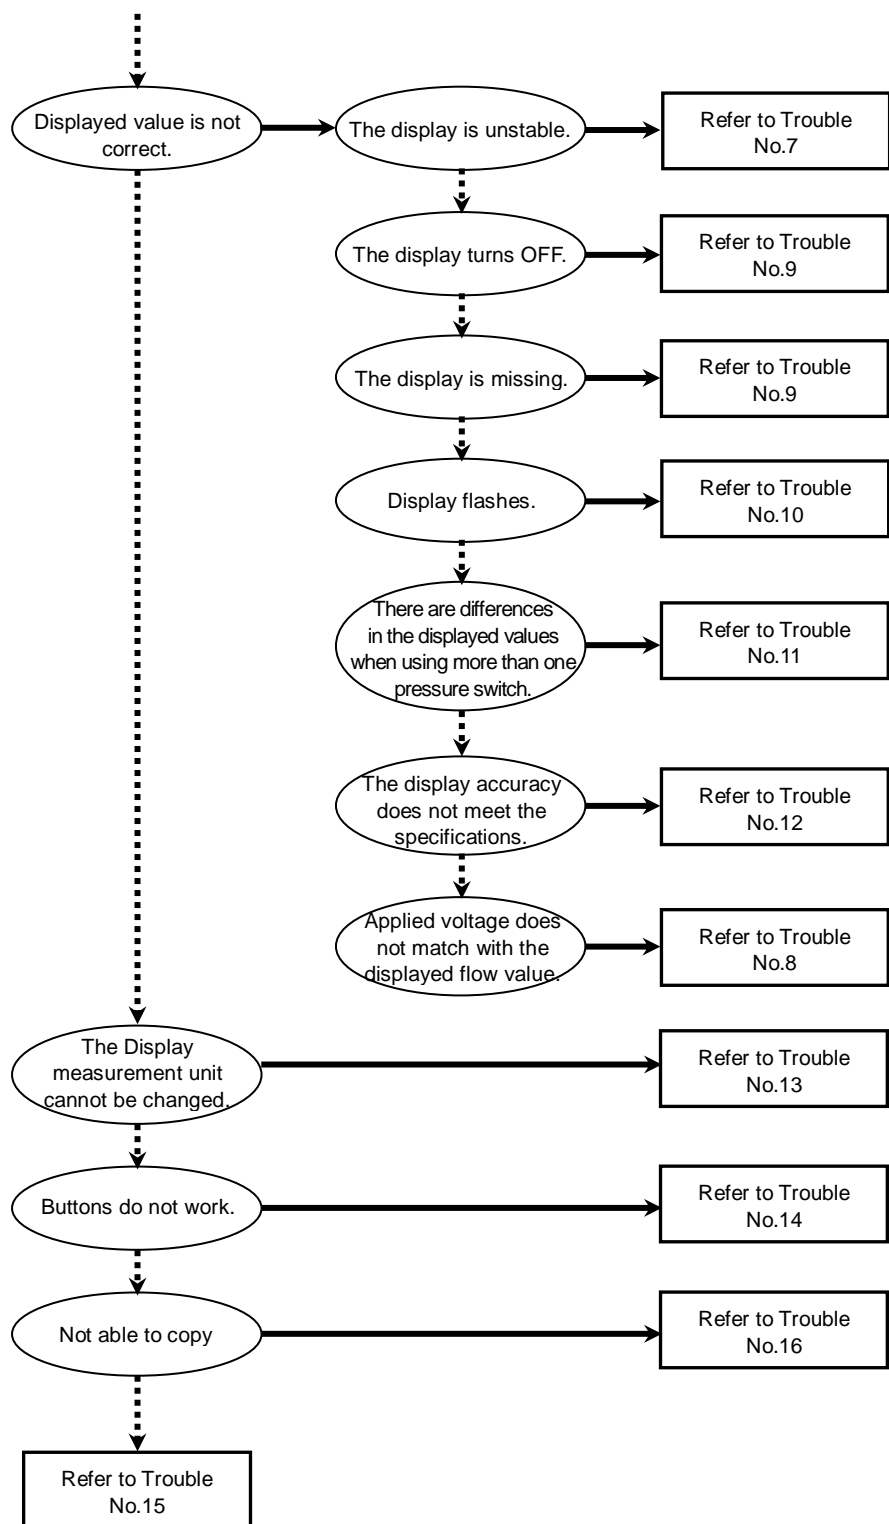 Displayed value is not
correct.
The display is unstable.
Refer to Trouble
No.7
The display turns OFF.
Refer to Trouble
No.9
The display is missing.
Refer to Trouble
No.9
Display flashes.
Refer to Trouble
No.10
There are differences
in the displayed values
when using more than one
pressure switch.
Refer to Trouble
No.11
The display accuracy
does not meet the
specifications.
Refer to Trouble
No.12
Applied voltage does
not match with the
displayed flow value.
Refer to Trouble
No.8
The Display
measurement unit
cannot be changed.
Refer to Trouble
No.13
Buttons do not work.
Refer to Trouble
No.14
Not able to copy
Refer to Trouble
No.16
Refer to Trouble
No.15